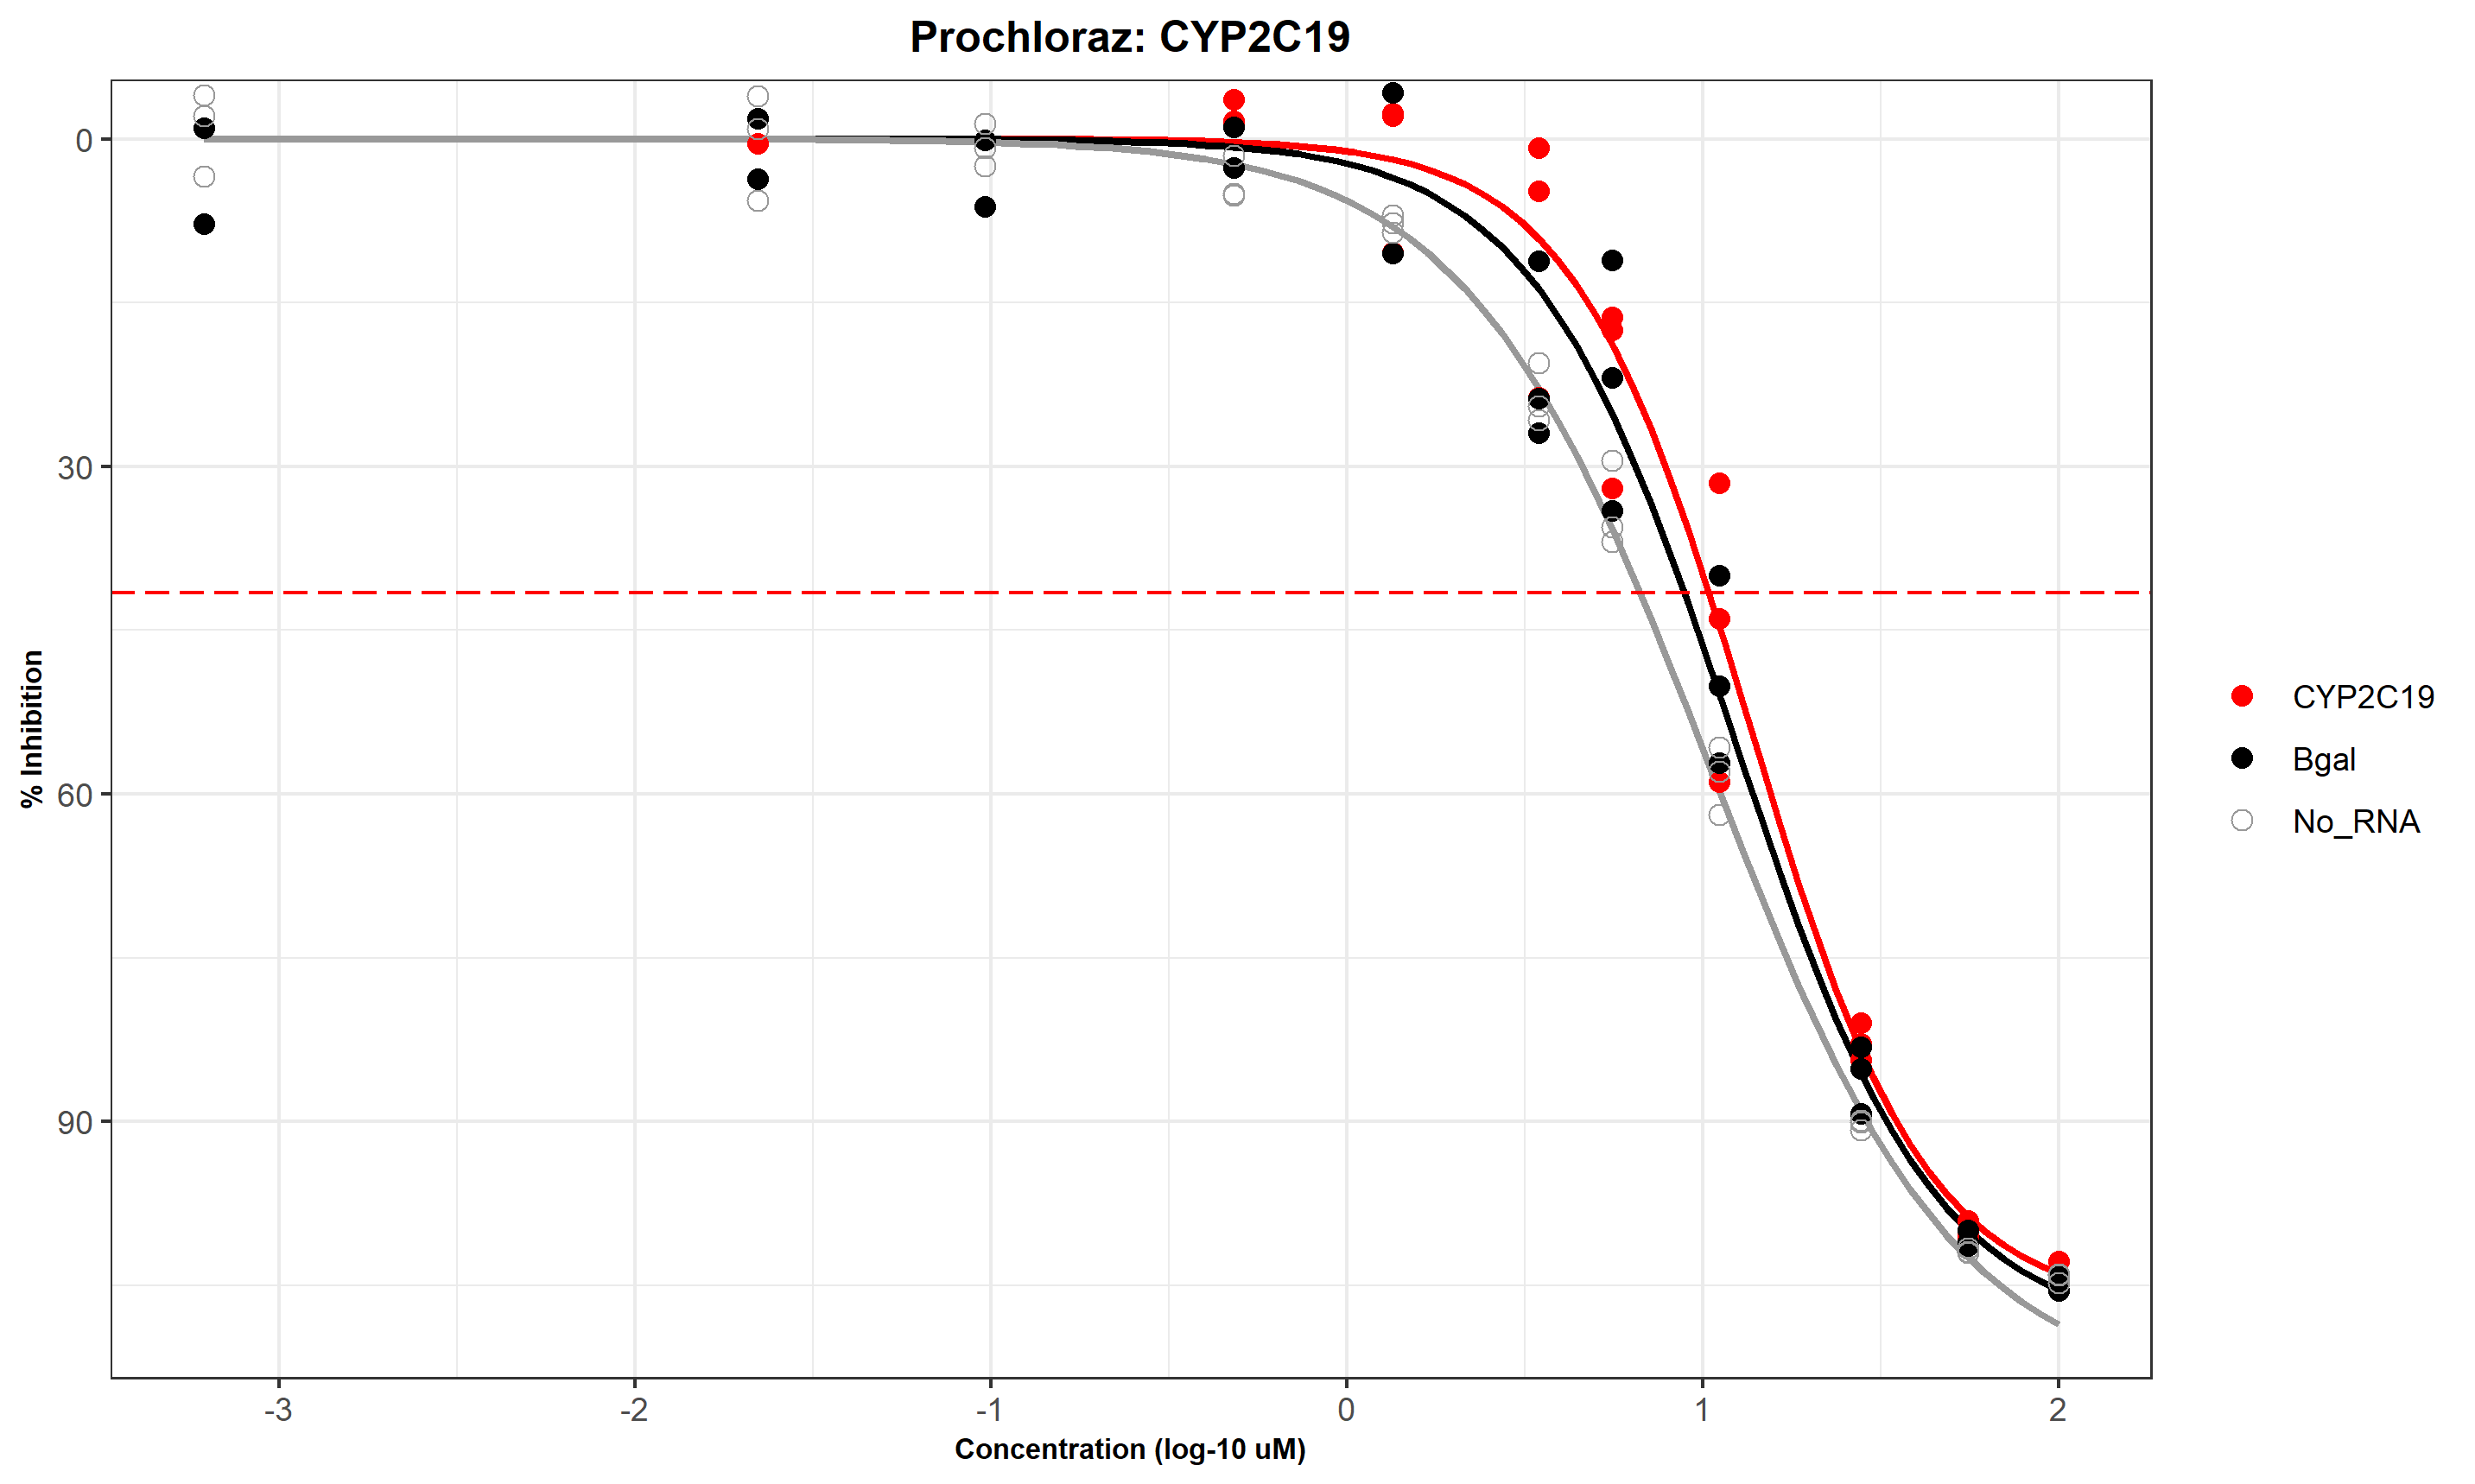 Prochloraz: CYP2C19
% Inhibition
0
30
60
90
-3
-2
-1
0
1
2
Concentration (log-10 uM)
CYP2C19
Bgal
No_RNA